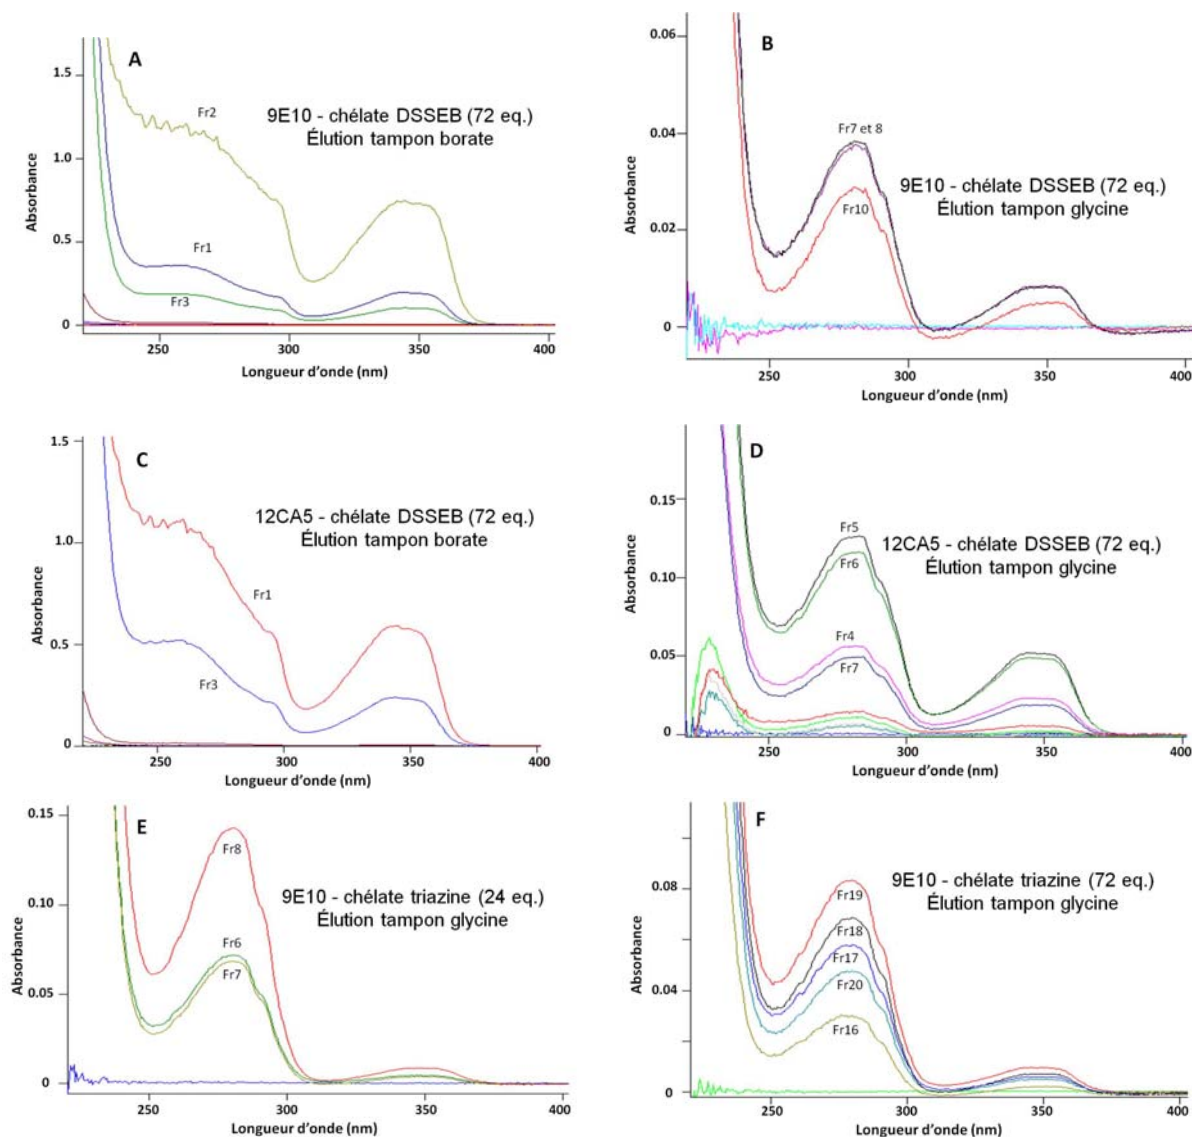 A
9E10 - chélate DSSEB (72 eq.)
Élution tampon borate
Fr2
Fr1
Fr3
Absorbance
1.5
1.0
0.5
0
250
300
350
400
Longueur d'onde (nm)
B
9E10 - chélate DSSEB (72 eq.)
Élution tampon glycine
Fr7 et 8
Fr10
Absorbance
0.06
0.04
0.02
0
250
300
350
400
Longueur d'onde (nm)
C
12CA5 - chélate DSSEB (72 eq.)
Élution tampon borate
Fr1
Fr3
Absorbance
1.5
1.0
0.5
0
250
300
350
400
Longueur d'onde (nm)
D
12CA5 - chélate DSSEB (72 eq.)
Élution tampon glycine
Fr5
Fr6
Fr4
Fr7
Absorbance
0.15
0.10
0.05
0
250
300
350
400
Longueur d'onde (nm)
E
9E10 - chélate triazine (24 eq.)
Élution tampon glycine
Fr8
Fr6
Fr7
Absorbance
0.15
0.10
0.05
0
250
300
350
400
Longueur d'onde (nm)
F
9E10 - chélate triazine (72 eq.)
Élution tampon glycine
Fr19
Fr18
Fr17
Fr20
Fr16
Absorbance
0.08
0.04
0
250
300
350
400
Longueur d'onde (nm)